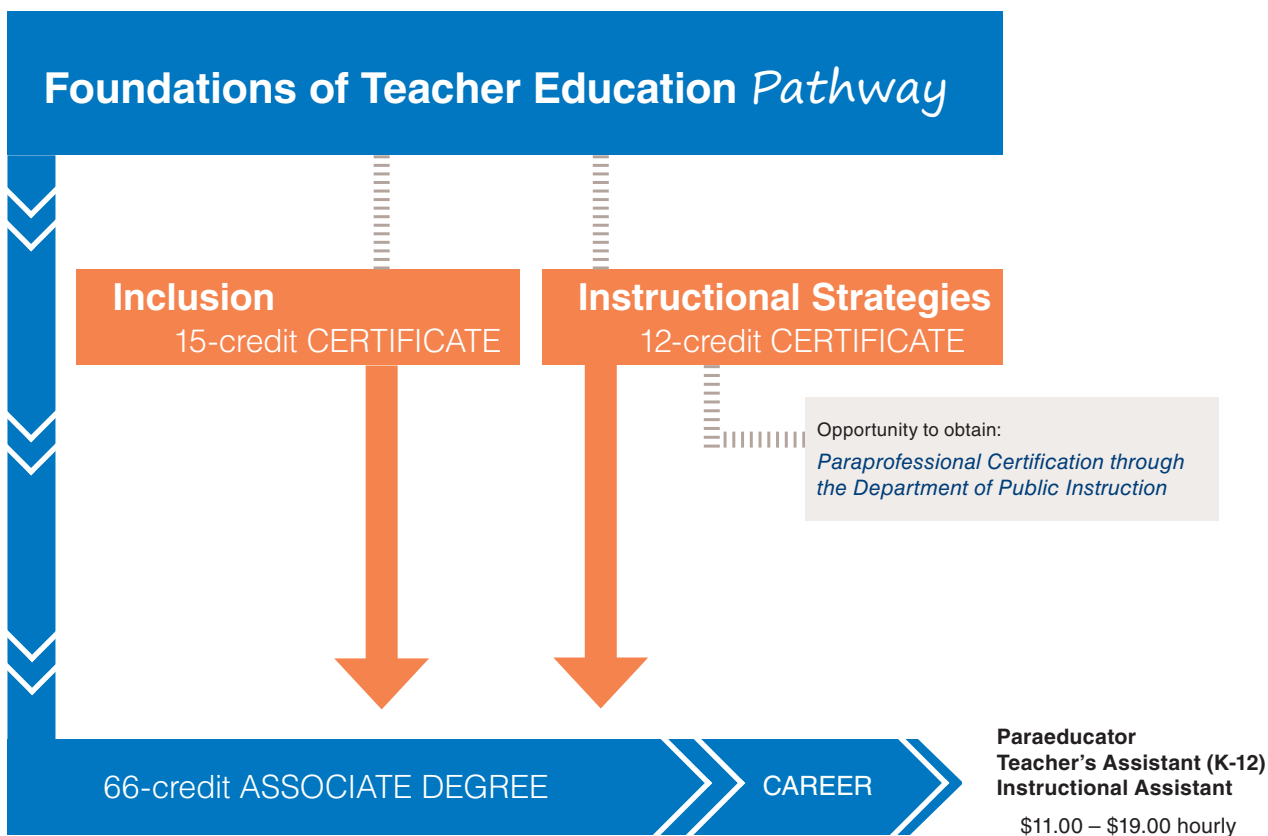 Foundations of Teacher Education Pathway
Inclusion
15-credit CERTIFICATE
Instructional Strategies
12-credit CERTIFICATE
Opportunity to obtain:
Paraprofessional Certification through
the Department of Public Instruction
66-credit ASSOCIATE DEGREE
CAREER
Paraeducator
Teacher’s Assistant (K-12)
Instructional Assistant
$11.00 – $19.00 hourly